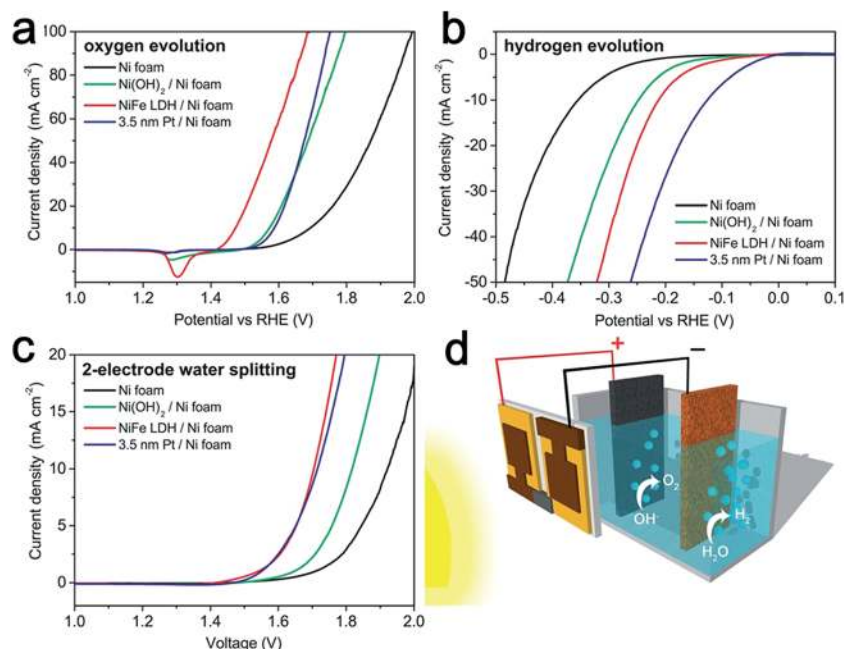 a
oxygen evolution
Ni foam
Ni(OH)₂ / Ni foam
NiFe LDH / Ni foam
3.5 nm Pt / Ni foam
Current density (mA cm⁻²)
100
80
60
40
20
0
1.0 1.2 1.4 1.6 1.8 2.0
Potential vs RHE (V)
b
hydrogen evolution
Ni foam
Ni(OH)₂ / Ni foam
NiFe LDH / Ni foam
3.5 nm Pt / Ni foam
Current density (mA cm⁻²)
0
-10
-20
-30
-40
-50
-0.5 -0.4 -0.3 -0.2 -0.1 0.0 0.1
Potential vs RHE (V)
c
2-electrode water splitting
Ni foam
Ni(OH)₂ / Ni foam
NiFe LDH / Ni foam
3.5 nm Pt / Ni foam
Current density (mA cm⁻²)
20
15
10
5
0
1.0 1.2 1.4 1.6 1.8 2.0
Voltage (V)
d
+
−
O₂
OH⁻
H₂
H₂O